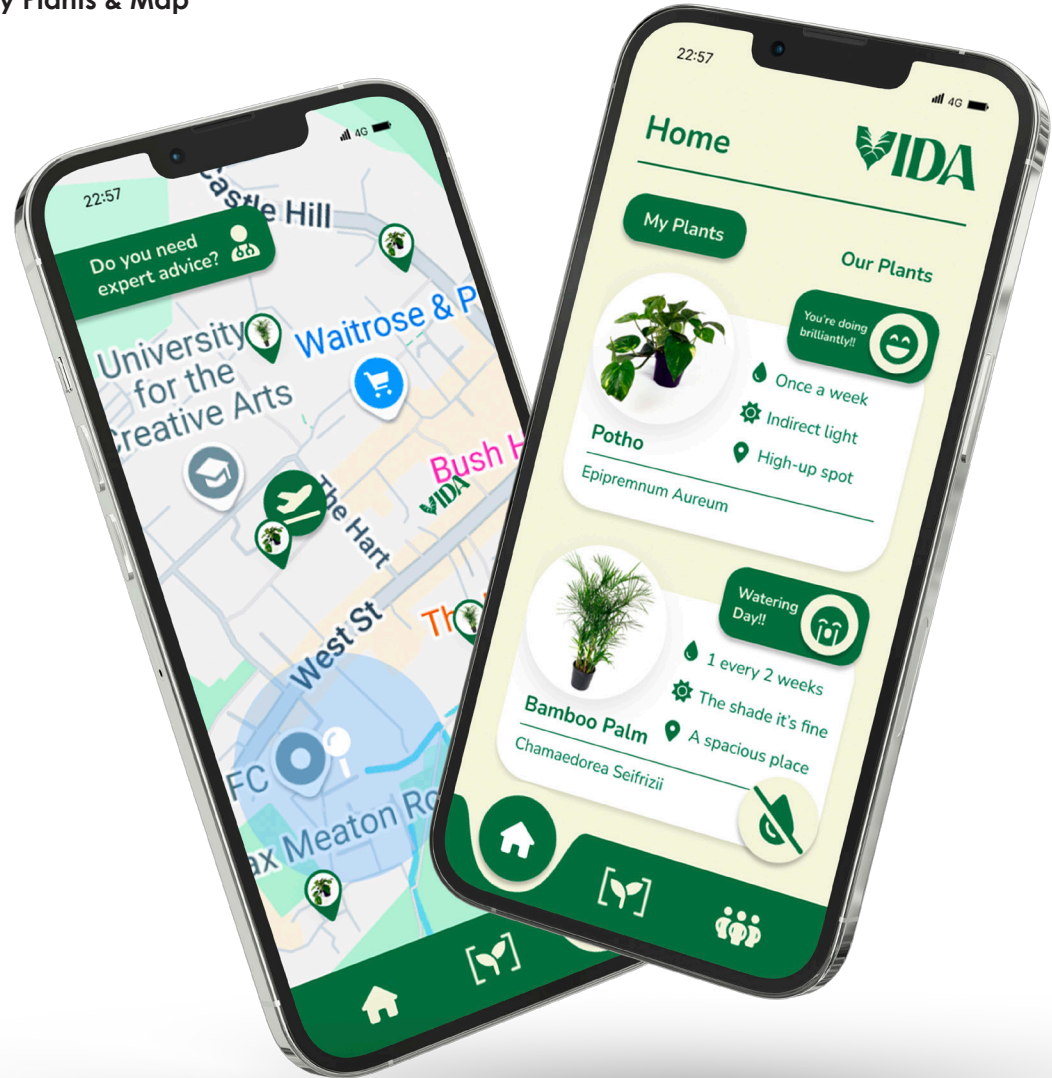 y Plants & Map
22:57
4G
Do you need
expert advice?
Castle Hill
University
for the
Creative Arts
Waitrose & P
Bush H
VIDA
The Hart
West St
Th
FC
ax Meaton Ro
22:57
4G
Home
VIDA
My Plants
Our Plants
You're doing
brilliantly!!
Once a week
Indirect light
High-up spot
Potho
Epipremnum Aureum
Watering
Day!!
1 every 2 weeks
The shade it's fine
A spacious place
Bamboo Palm
Chamaedorea Seifrizii